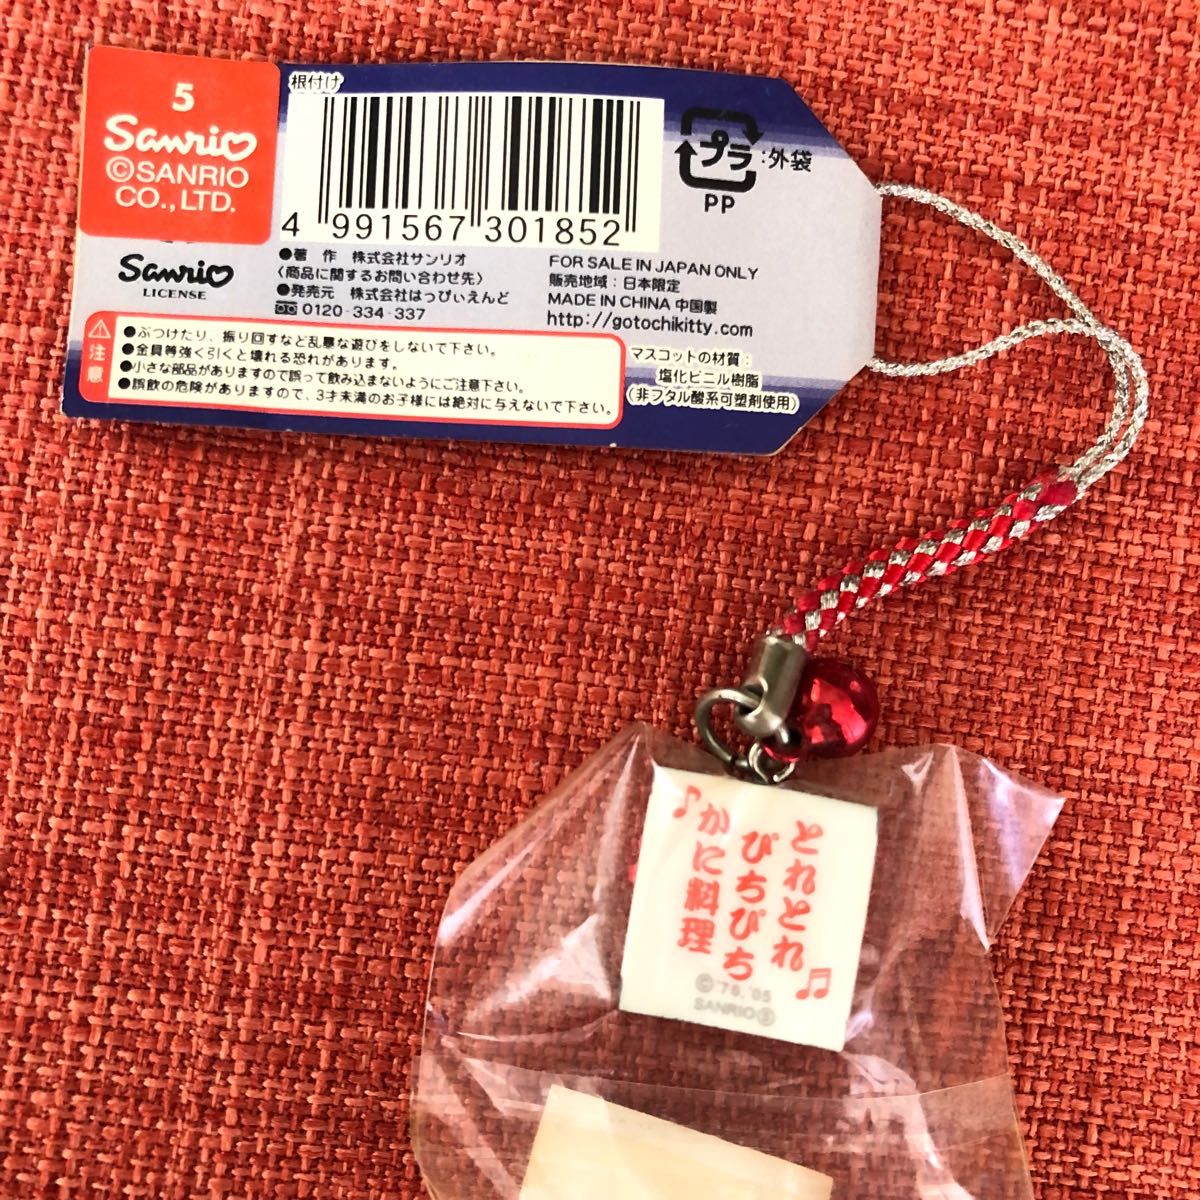 5
Sanrio
©SANRIO
CO., LTD.
Sanrio
LICENSE
根付け
4 991567 301852
プラ:外袋
PP
●著 作 株式会社サンリオ
〈商品に関するお問い合わせ先〉
●発売元 株式会社はっぴぃえんど
0120-334-337
FOR SALE IN JAPAN ONLY
販売地域:日本限定
MADE IN CHINA 中国製
http://gotochikitty.com
注意
●ぶつけたり、振り回すなど乱暴な遊びをしないで下さい。
●金具等強く引くと壊れる恐れがあります。
●小さな部品がありますので誤って飲み込まないようにご注意下さい。
●誤飲の危険がありますので、3才未満のお子様には絶対に与えないで下さい。
マスコットの材質:
塩化ビニル樹脂
(非フタル酸系可塑剤使用)
とれとれ
ぴちぴち
かに料理
©'76,'05
SANRIO Ⓢ